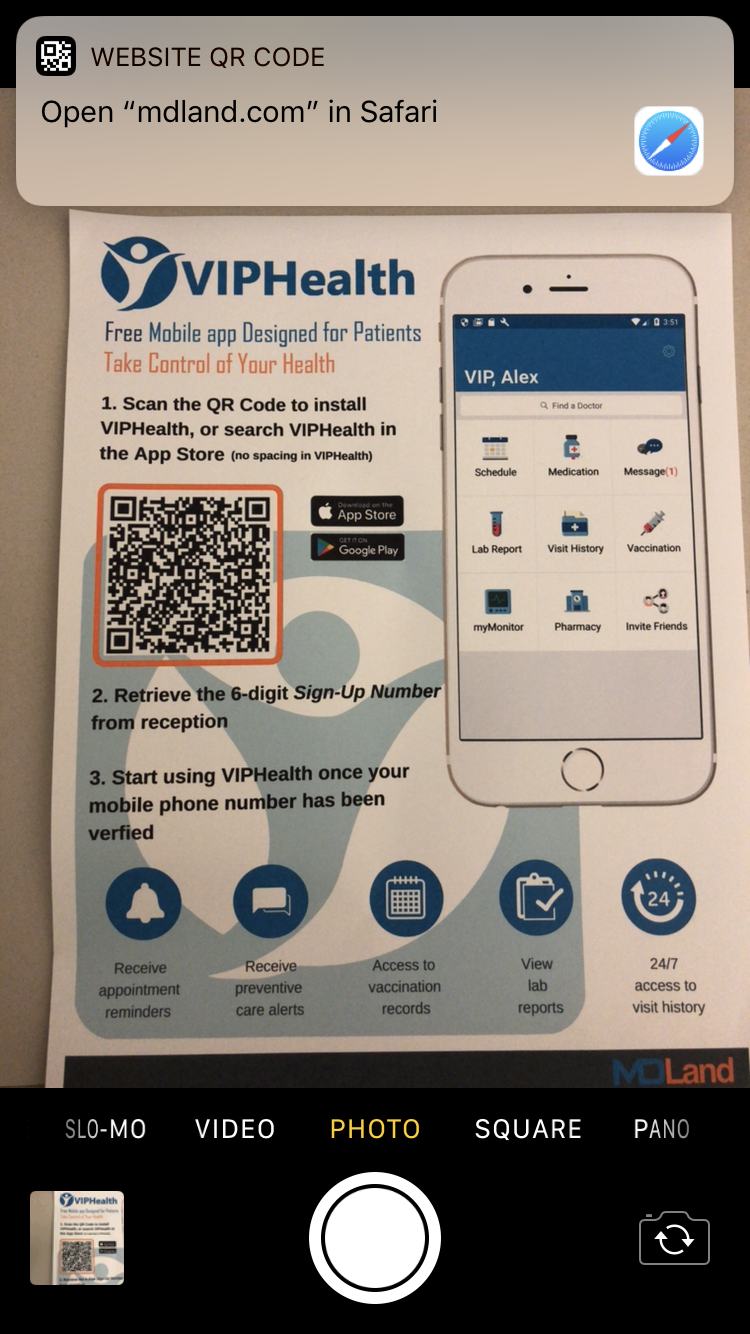 WEBSITE QR CODE
Open “mdland.com” in Safari
VIPHealth
Free Mobile app Designed for Patients
Take Control of Your Health
1. Scan the QR Code to install
VIPHealth, or search VIPHealth in
the App Store (no spacing in VIPHealth)
Download on the
App Store
GET IT ON
Google Play
3:51
VIP, Alex
Find a Doctor
Schedule
Medication
Message(1)
Lab Report
Visit History
Vaccination
myMonitor
Pharmacy
Invite Friends
2. Retrieve the 6-digit Sign-Up Number
from reception
3. Start using VIPHealth once your
mobile phone number has been
verfied
24
Receive
appointment
reminders
Receive
preventive
care alerts
Access to
vaccination
records
View
lab
reports
24/7
access to
visit history
MDLand
SLO-MO VIDEO PHOTO SQUARE PANO
VIPHealth